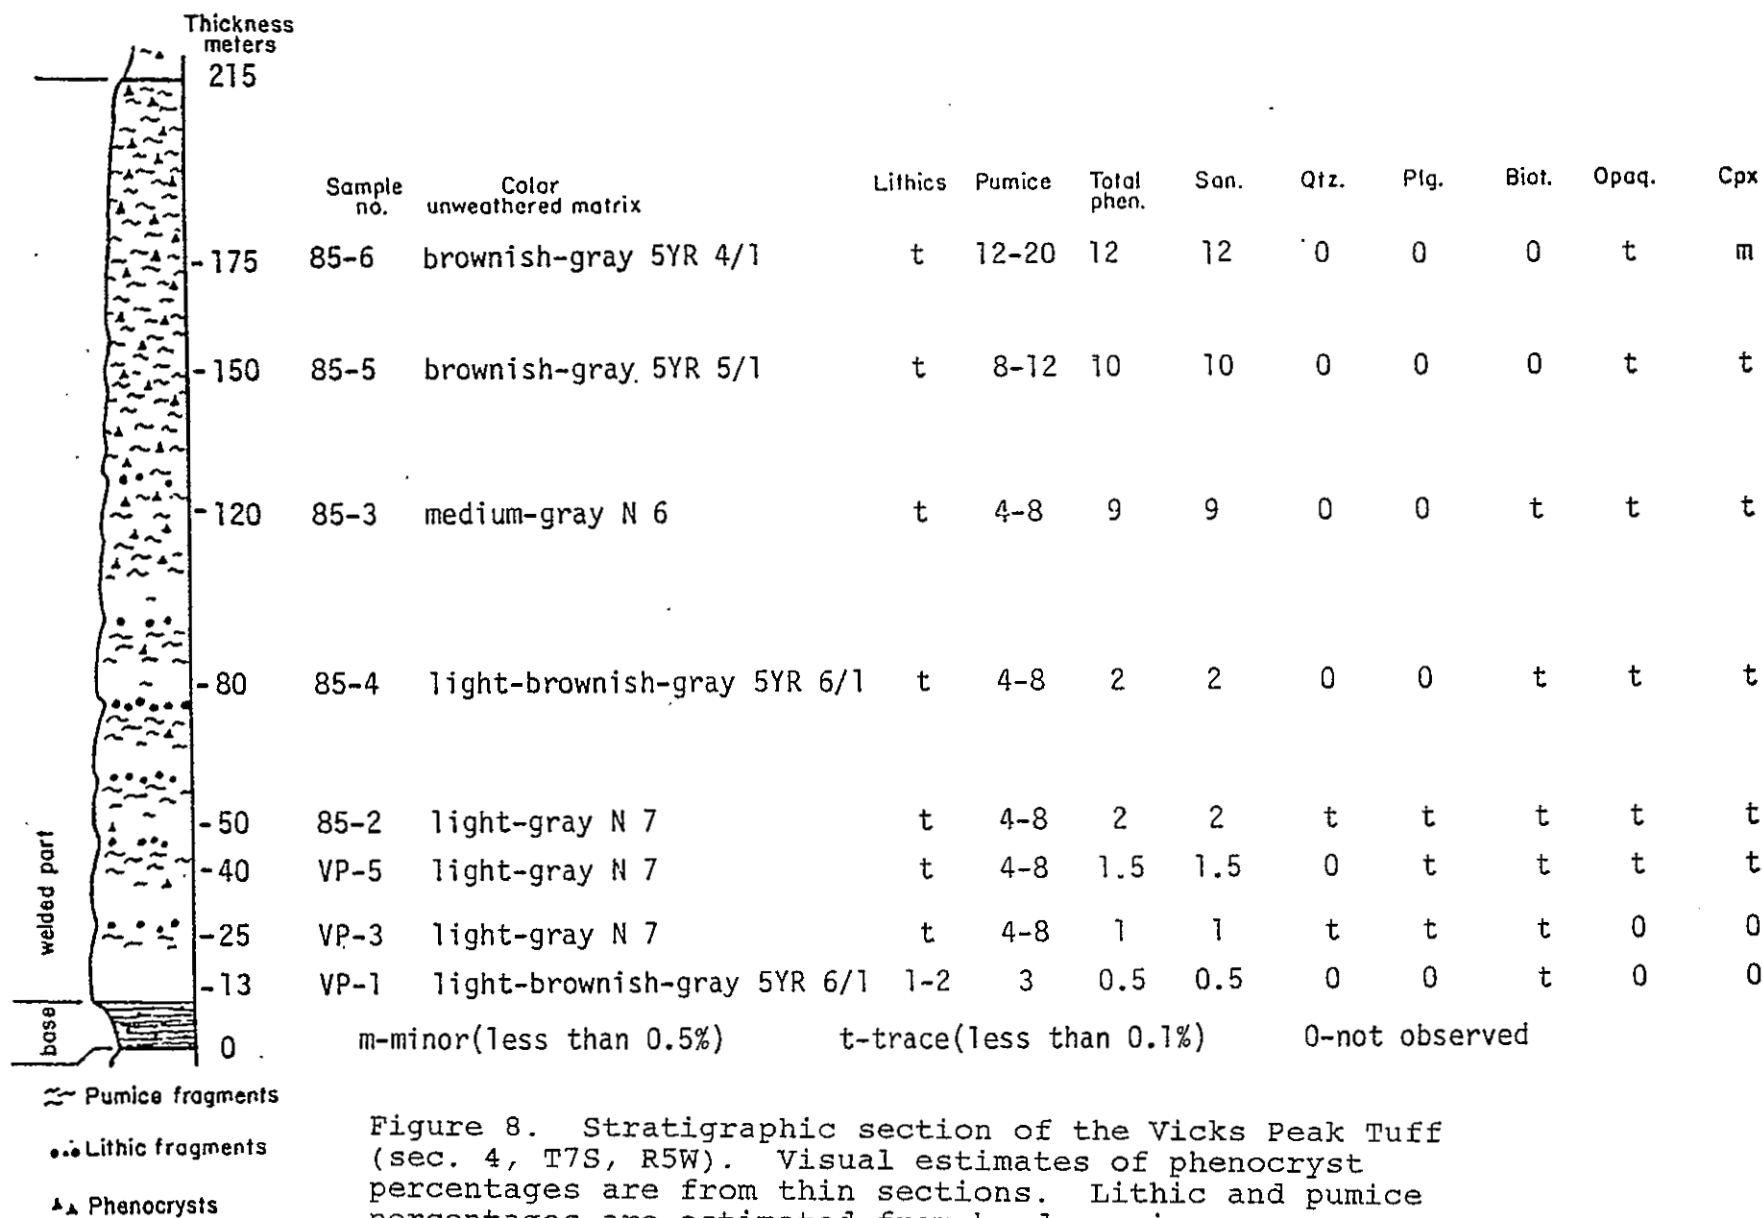 Thickness
meters
215
Sample no. Color unweathered matrix Lithics Pumice Total phen. San. Qtz. Plg. Biot. Opaq. Cpx
-175 85-6 brownish-gray 5YR 4/1 t 12-20 12 12 0 0 0 t m
-150 85-5 brownish-gray. 5YR 5/1 t 8-12 10 10 0 0 0 t t
-120 85-3 medium-gray N 6 t 4-8 9 9 0 0 t t t
-80 85-4 light-brownish-gray 5YR 6/1 t 4-8 2 2 0 0 t t t
-50 85-2 light-gray N 7 t 4-8 2 2 t t t t t
-40 VP-5 light-gray N 7 t 4-8 1.5 1.5 0 t t t t
-25 VP-3 light-gray N 7 t 4-8 1 1 t t t 0 0
-13 VP-1 light-brownish-gray 5YR 6/1 1-2 3 0.5 0.5 0 0 t 0 0
welded part
base
0 m-minor(less than 0.5%) t-trace(less than 0.1%) 0-not observed
Pumice fragments
Lithic fragments
Phenocrysts
Figure 8. Stratigraphic section of the Vicks Peak Tuff
(sec. 4, T7S, R5W). Visual estimates of phenocryst
percentages are from thin sections. Lithic and pumice
percentages are estimated from